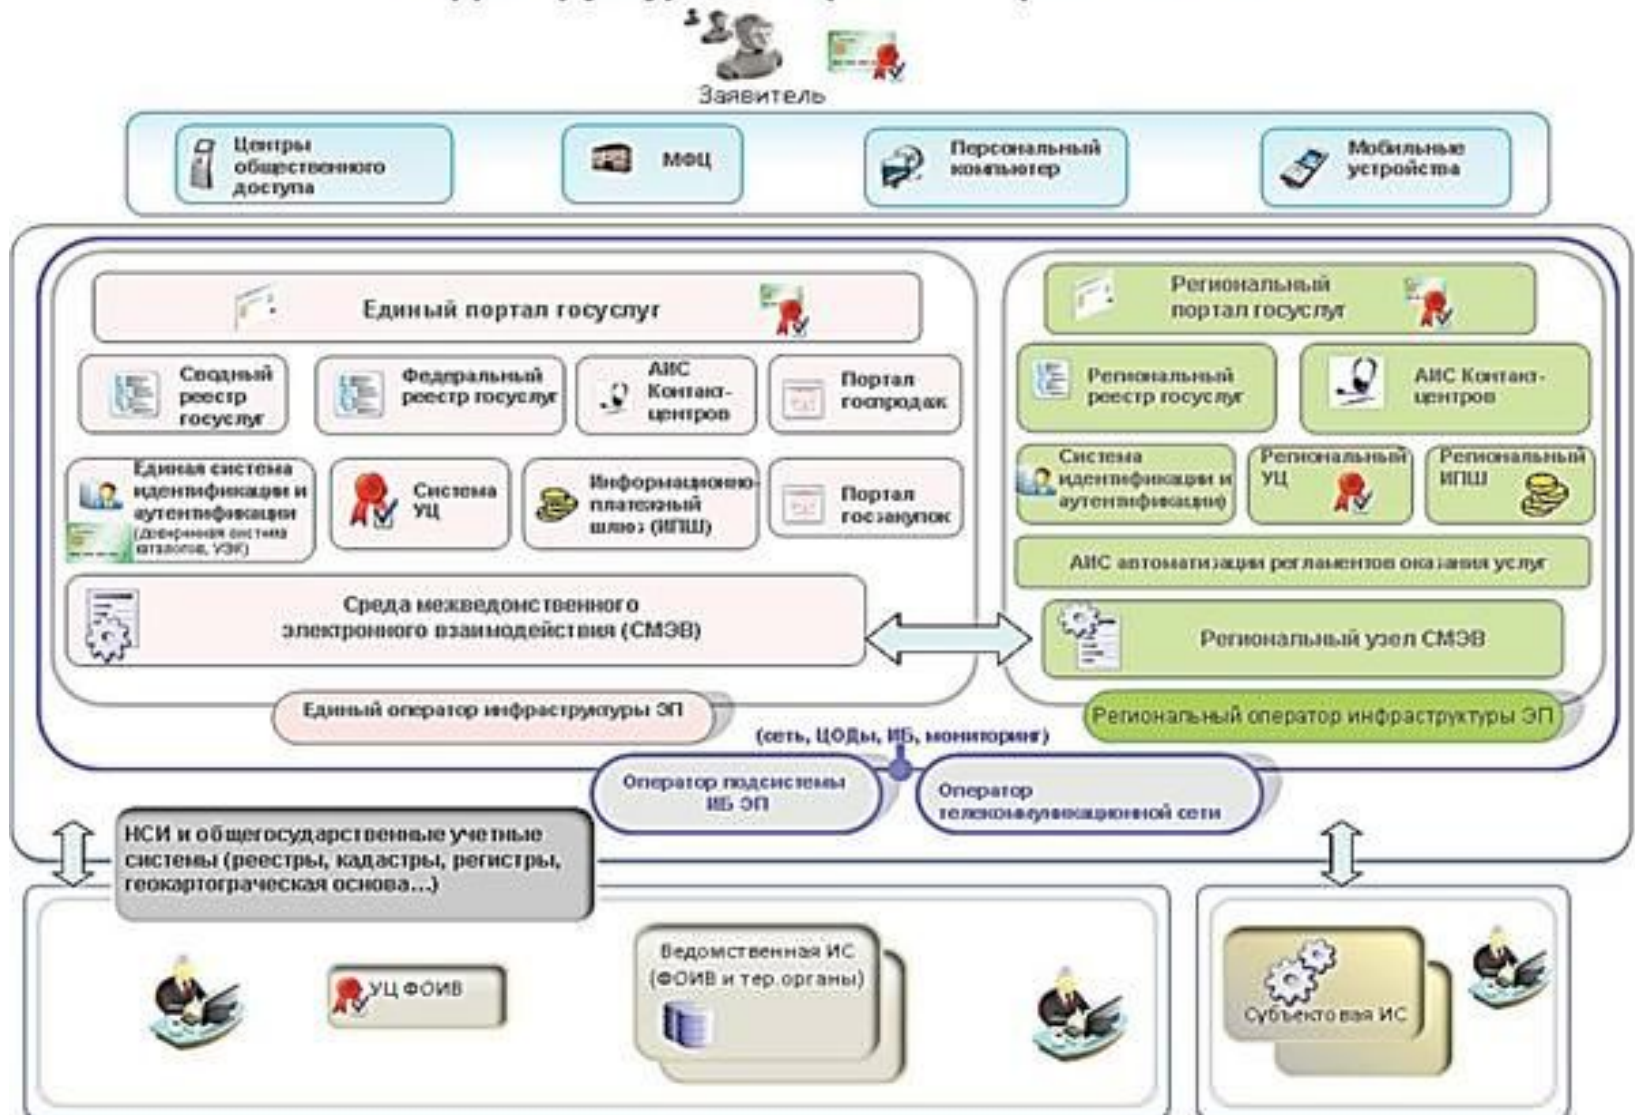 Заявитель
Центры
общественного
доступа
МФЦ
Персональный
компьютер
Мобильные
устройства
Единый портал госуслуг
Сводный
реестр
госуслуг
Федеральный
реестр госуслуг
АИС
Контакт-
центров
Портал
госпродаж
Единая система
идентификации и
аутентификации
(доверенная система
каталогов, УЭК)
Система
УЦ
Информационно-
платежный
шлюз (ИПШ)
Портал
госзакупок
Среда межведомственного
электронного взаимодействия (СМЭВ)
Единый оператор инфраструктуры ЭП
Региональный
портал госуслуг
Региональный
реестр госуслуг
АИС Контакт-
центров
Система
идентификации и
аутентификации)
Региональный
УЦ
Региональный
ИПШ
АИС автоматизации регламентов оказания услуг
Региональный узел СМЭВ
Региональный оператор инфраструктуры ЭП
(сеть, ЦОДы, ИБ, мониторинг)
Оператор подсистемы
ИБ ЭП
Оператор
телекоммуникационной сети
НСИ и общегосударственные учетные
системы (реестры, кадастры, регистры,
геокартограческая основа...)
УЦ ФОИВ
Ведомственная ИС
(ФОИВ и тер.органы)
Субъектовая ИС